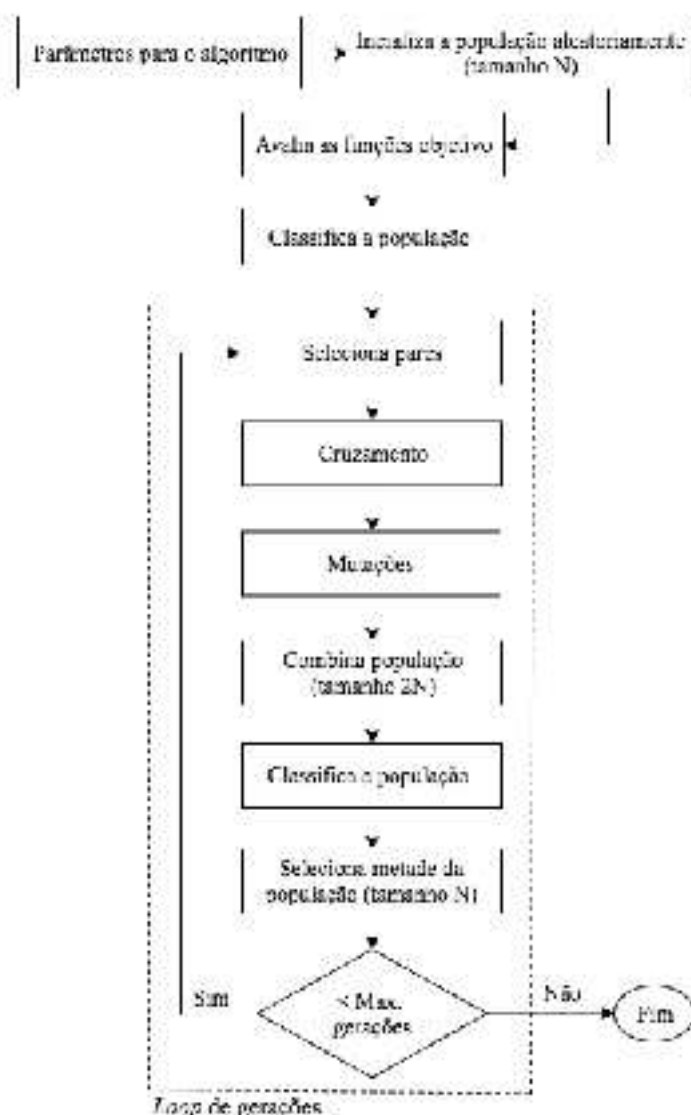 Parâmetros para o algoritmo
Inicializa a população aleatoriamente
(tamanho N)
Avalia as funções objetivo
Classifica a população
Seleciona pares
Cruzamento
Mutações
Combina população
(tamanho 2N)
Classifica a população
Seleciona metade da
população (tamanho N)
Sim
< Max.
gerações
Não
Fim
Loop de gerações